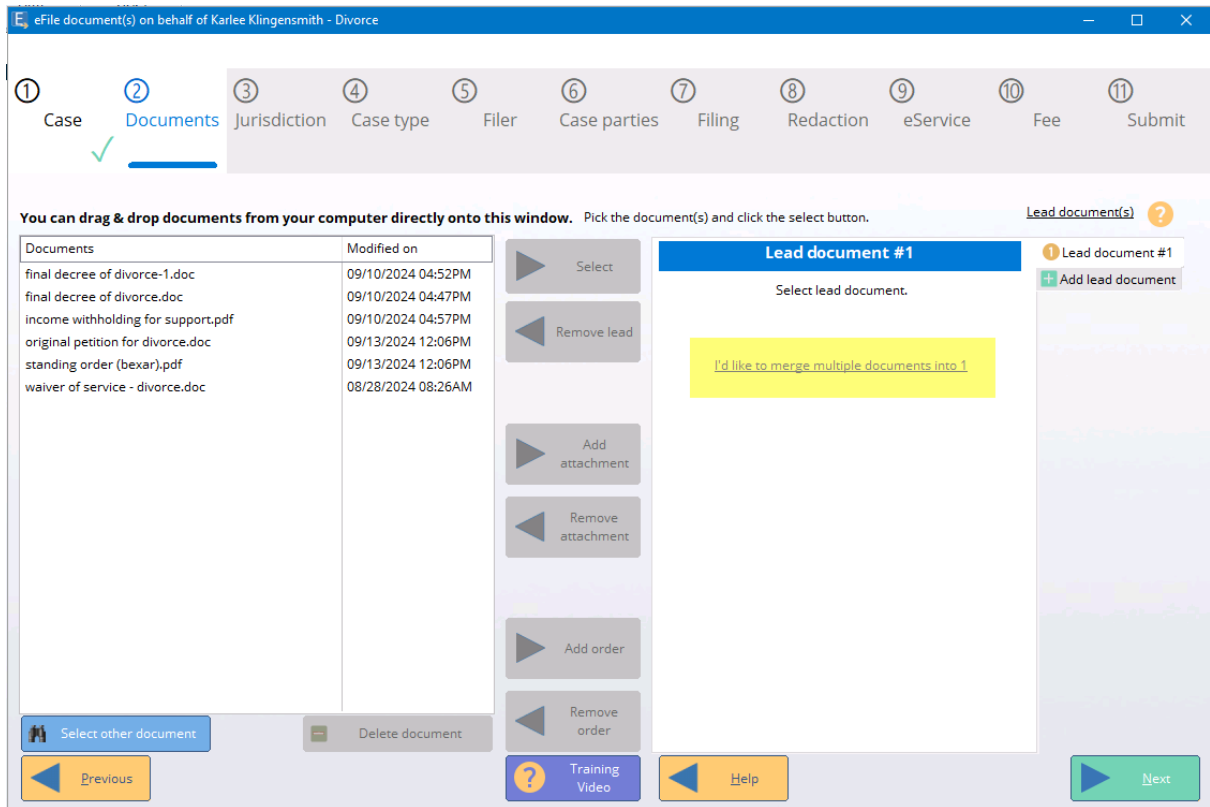 eFile document(s) on behalf of Karlee Klingensmith - Divorce
1 2 3 4 5 6 7 8 9 10 11
Case Documents Jurisdiction Case type Filer Case parties Filing Redaction eService Fee Submit
You can drag & drop documents from your computer directly onto this window. Pick the document(s) and click the select button.
Lead document(s) ?
Documents Modified on
final decree of divorce-1.doc 09/10/2024 04:52PM
final decree of divorce.doc 09/10/2024 04:47PM
income withholding for support.pdf 09/10/2024 04:57PM
original petition for divorce.doc 09/13/2024 12:06PM
standing order (bexar).pdf 09/13/2024 12:06PM
waiver of service - divorce.doc 08/28/2024 08:26AM
Select
Remove lead
Add
attachment
Remove
attachment
Add order
Remove
order
Lead document #1
Select lead document.
I'd like to merge multiple documents into 1
1 Lead document #1
+ Add lead document
Select other document
Delete document
Previous
? Training
Video
Help
Next